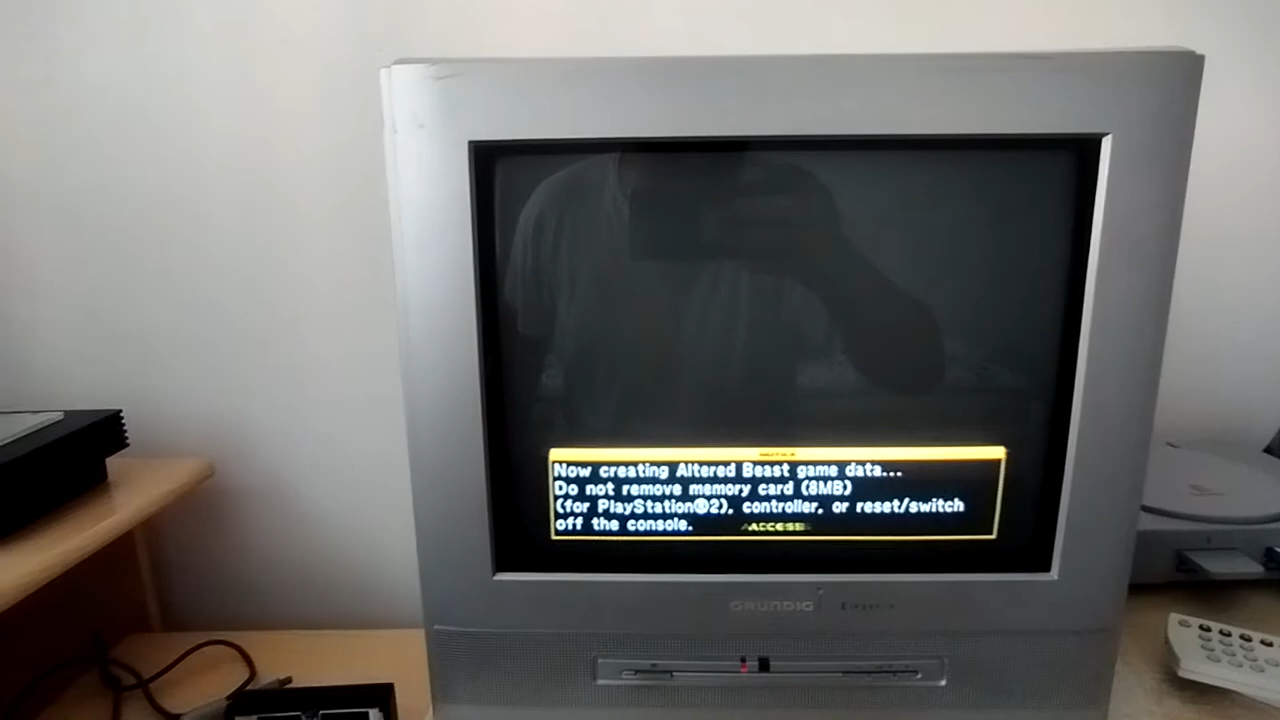 Now creating Altered Beast game data...
Do not remove memory card (8MB)
(for PlayStation®2), controller, or reset/switch
off the console.
ACCESS
GRUNDIG